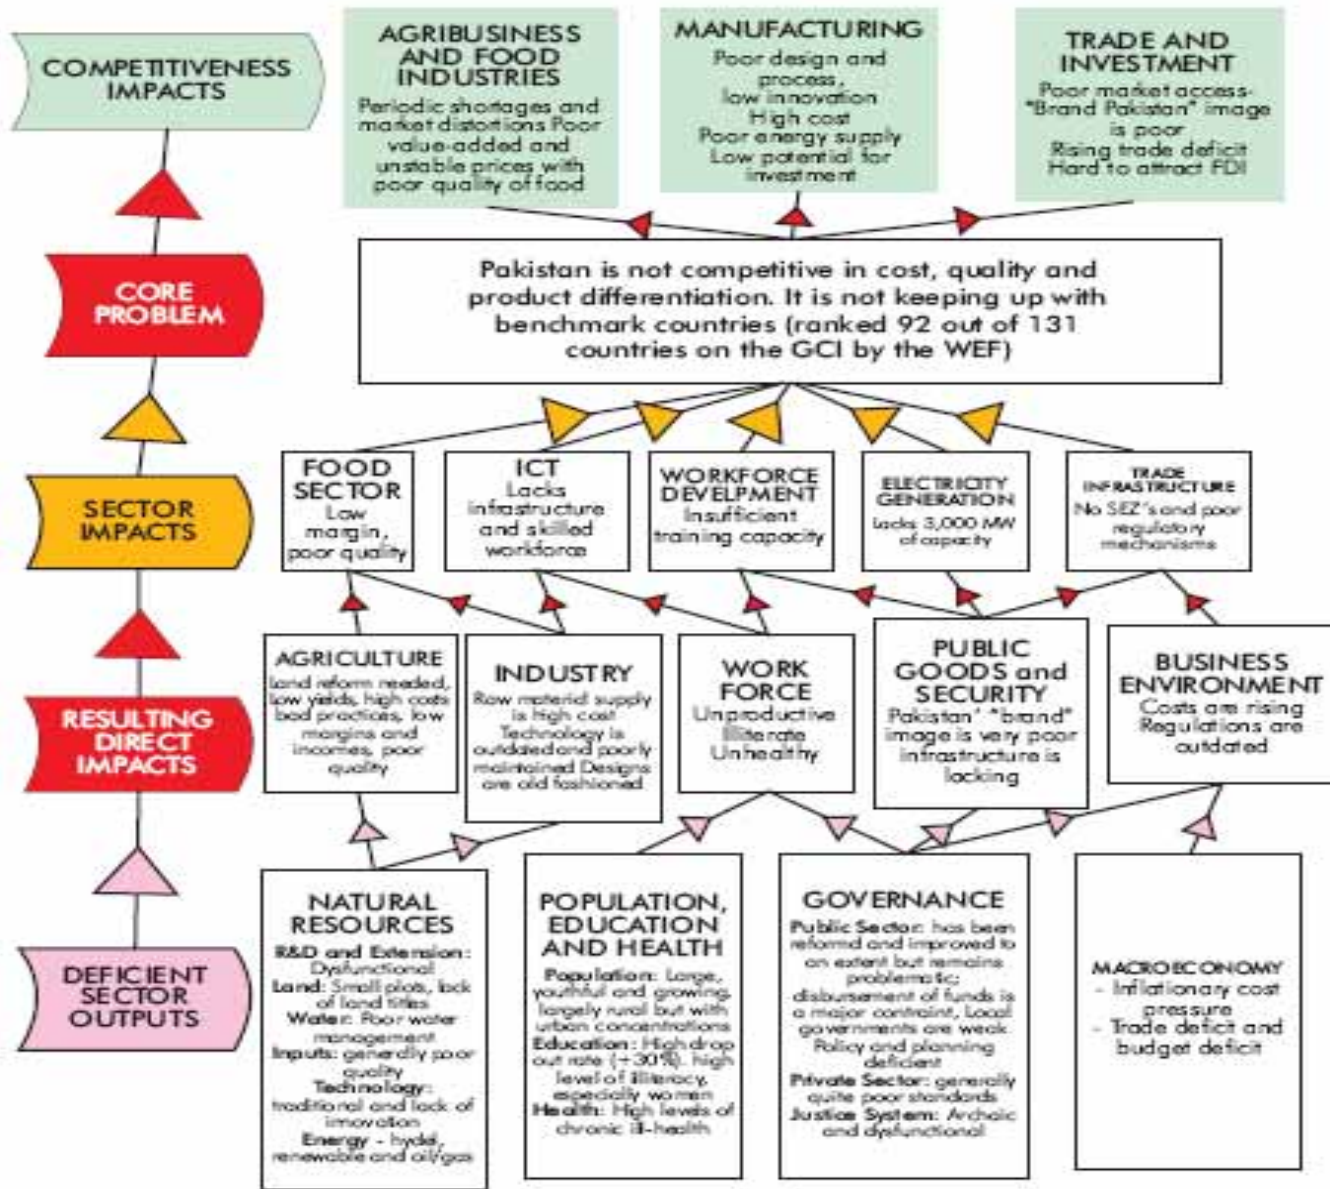 COMPETITIVENESS
IMPACTS
AGRIBUSINESS
AND FOOD
INDUSTRIES
Periodic shortages and
market distortions Poor
value-added and
unstable prices with
poor quality of food
MANUFACTURING
Poor design and
process,
low innovation
High cost
Poor energy supply
Low potential for
investment
TRADE AND
INVESTMENT
Poor market access-
"Brand Pakistan" image
is poor
Rising trade deficit
Hard to attract FDI
CORE
PROBLEM
Pakistan is not competitive in cost, quality and
product differentiation. It is not keeping up with
benchmark countries (ranked 92 out of 131
countries on the GCI by the WEF)
SECTOR
IMPACTS
FOOD
SECTOR
Low
margin,
poor quality
ICT
Lacks
infrastructure
and skilled
workforce
WORKFORCE
DEVELPMENT
Insufficient
training capacity
ELECTRICITY
GENERATION
Lacks 3,000 MW
of capacity
TRADE
INFRASTRUCTURE
No SEZ's and poor
regulatory
mechanisms
RESULTING
DIRECT
IMPACTS
AGRICULTURE
Land reform needed,
low yields, high costs
bad practices, low
margins and
incomes, poor
quality
INDUSTRY
Raw material supply
is high cost
Technology is
outdated and poorly
maintained Designs
are old fashioned
WORK
FORCE
Unproductive
Illiterate
Unhealthy
PUBLIC
GOODS and
SECURITY
Pakistan' "brand"
image is very poor
infrastructure is
lacking
BUSINESS
ENVIRONMENT
Costs are rising
Regulations are
outdated
DEFICIENT
SECTOR
OUTPUTS
NATURAL
RESOURCES
R&D and Extension:
Dysfunctional
Land: Small plots, lack
of land titles
Water: Poor water
management
Inputs: generally poor
quality
Technology:
traditional and lack of
innovation
Energy - hydel,
renewable and oil/gas
POPULATION,
EDUCATION
AND HEALTH
Population: Large,
youthful and growing,
largely rural but with
urban concentrations
Education: High drop
out rate (+30%). high
level of illiteracy,
especially women
Health: High levels of
chronic ill-health
GOVERNANCE
Public Sector: has been
reformd and improved to
an extent but remains
problematic;
disbursement of funds is
a major contraint, Local
governments are weak
Policy and planning
deficient
Private Sector: generally
quite poor standards
Justice System: Archaic
and dysfunctional
MACROECONOMY
- Inflationary cost
pressure
- Trade deficit and
budget deficit